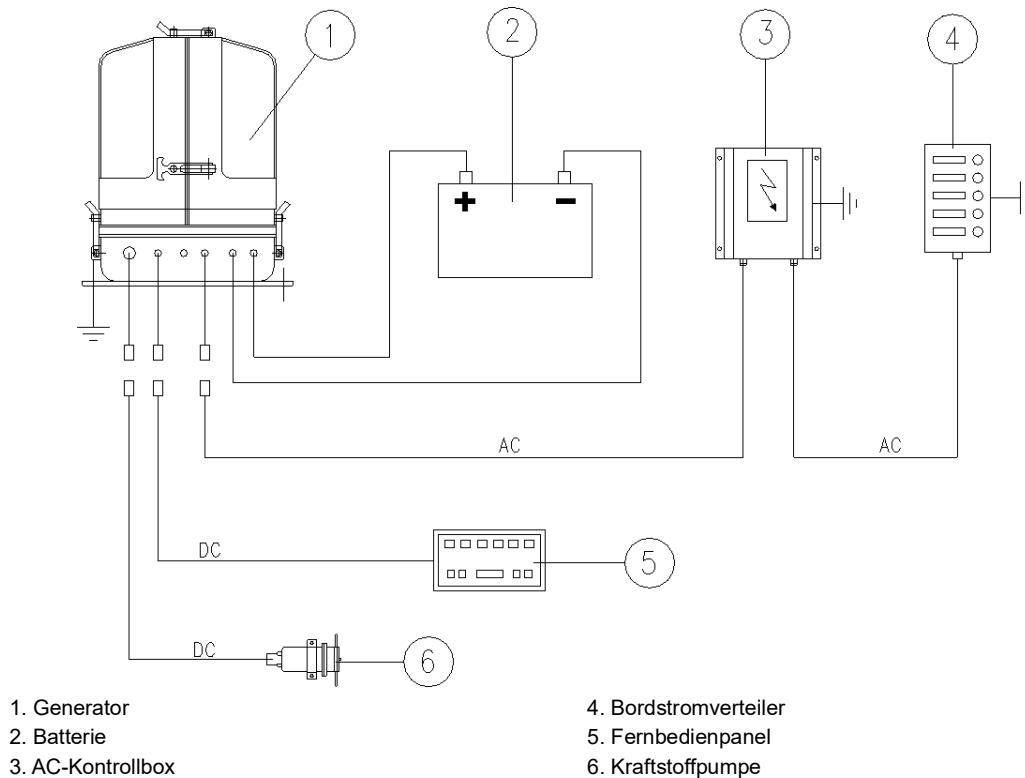 1
2
3
4
+
−
AC
AC
DC
5
DC
6
1. Generator
2. Batterie
3. AC-Kontrollbox
4. Bordstromverteiler
5. Fernbedienpanel
6. Kraftstoffpumpe